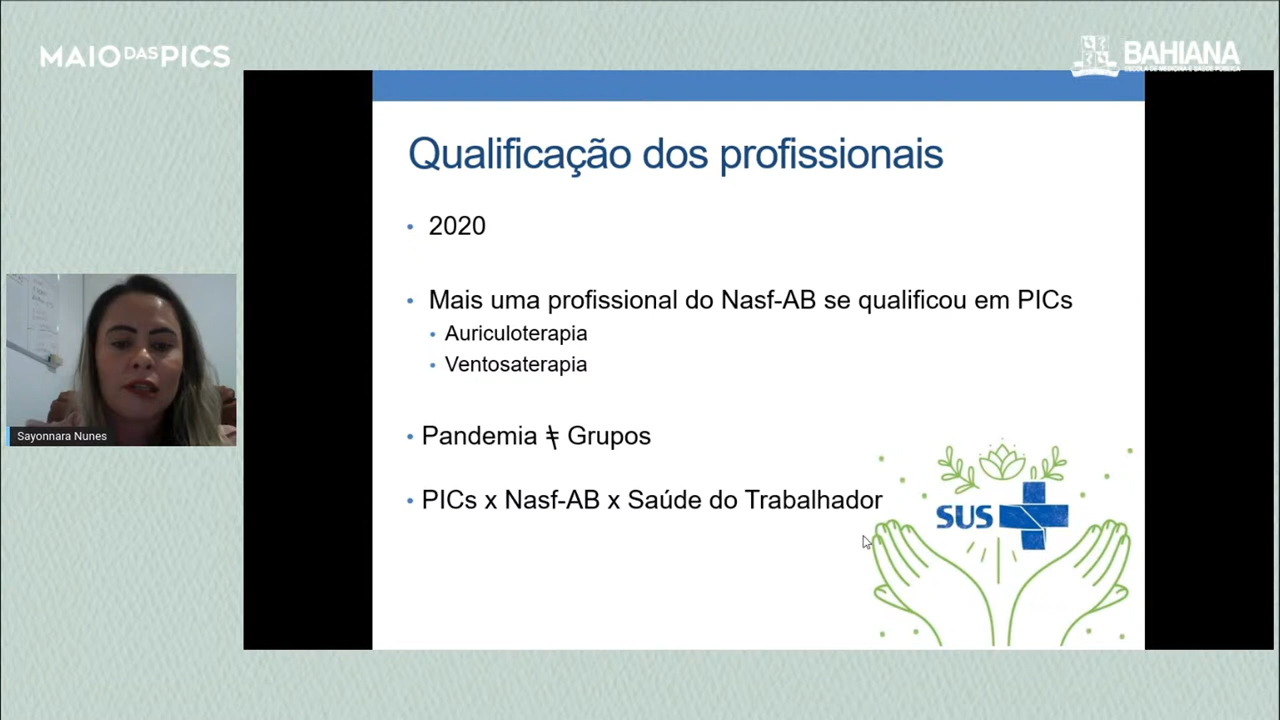 MAIO DAS PICS
BAHIANA
ESCOLA DE MEDICINA E SAÚDE PÚBLICA
Qualificação dos profissionais
• 2020
• Mais uma profissional do Nasf-AB se qualificou em PICs
• Auriculoterapia
• Ventosaterapia
• Pandemia ≠ Grupos
• PICs x Nasf-AB x Saúde do Trabalhador
SUS
Sayonnara Nunes